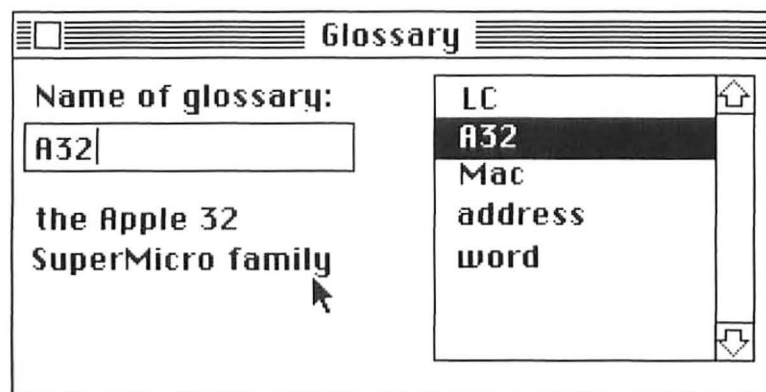 Glossary
Name of glossary:
A32
the Apple 32
SuperMicro family
LC
A32
Mac
address
word